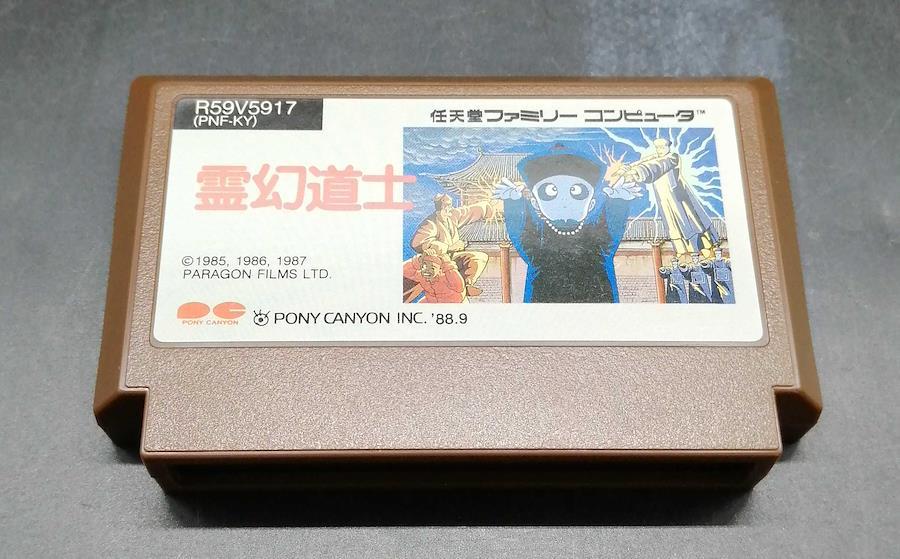 R59V5917
(PNF-KY)
任天堂ファミリー コンピュータ™
霊幻道士
©1985, 1986, 1987
PARAGON FILMS LTD.
PONY CANYON
PONY CANYON INC. '88.9